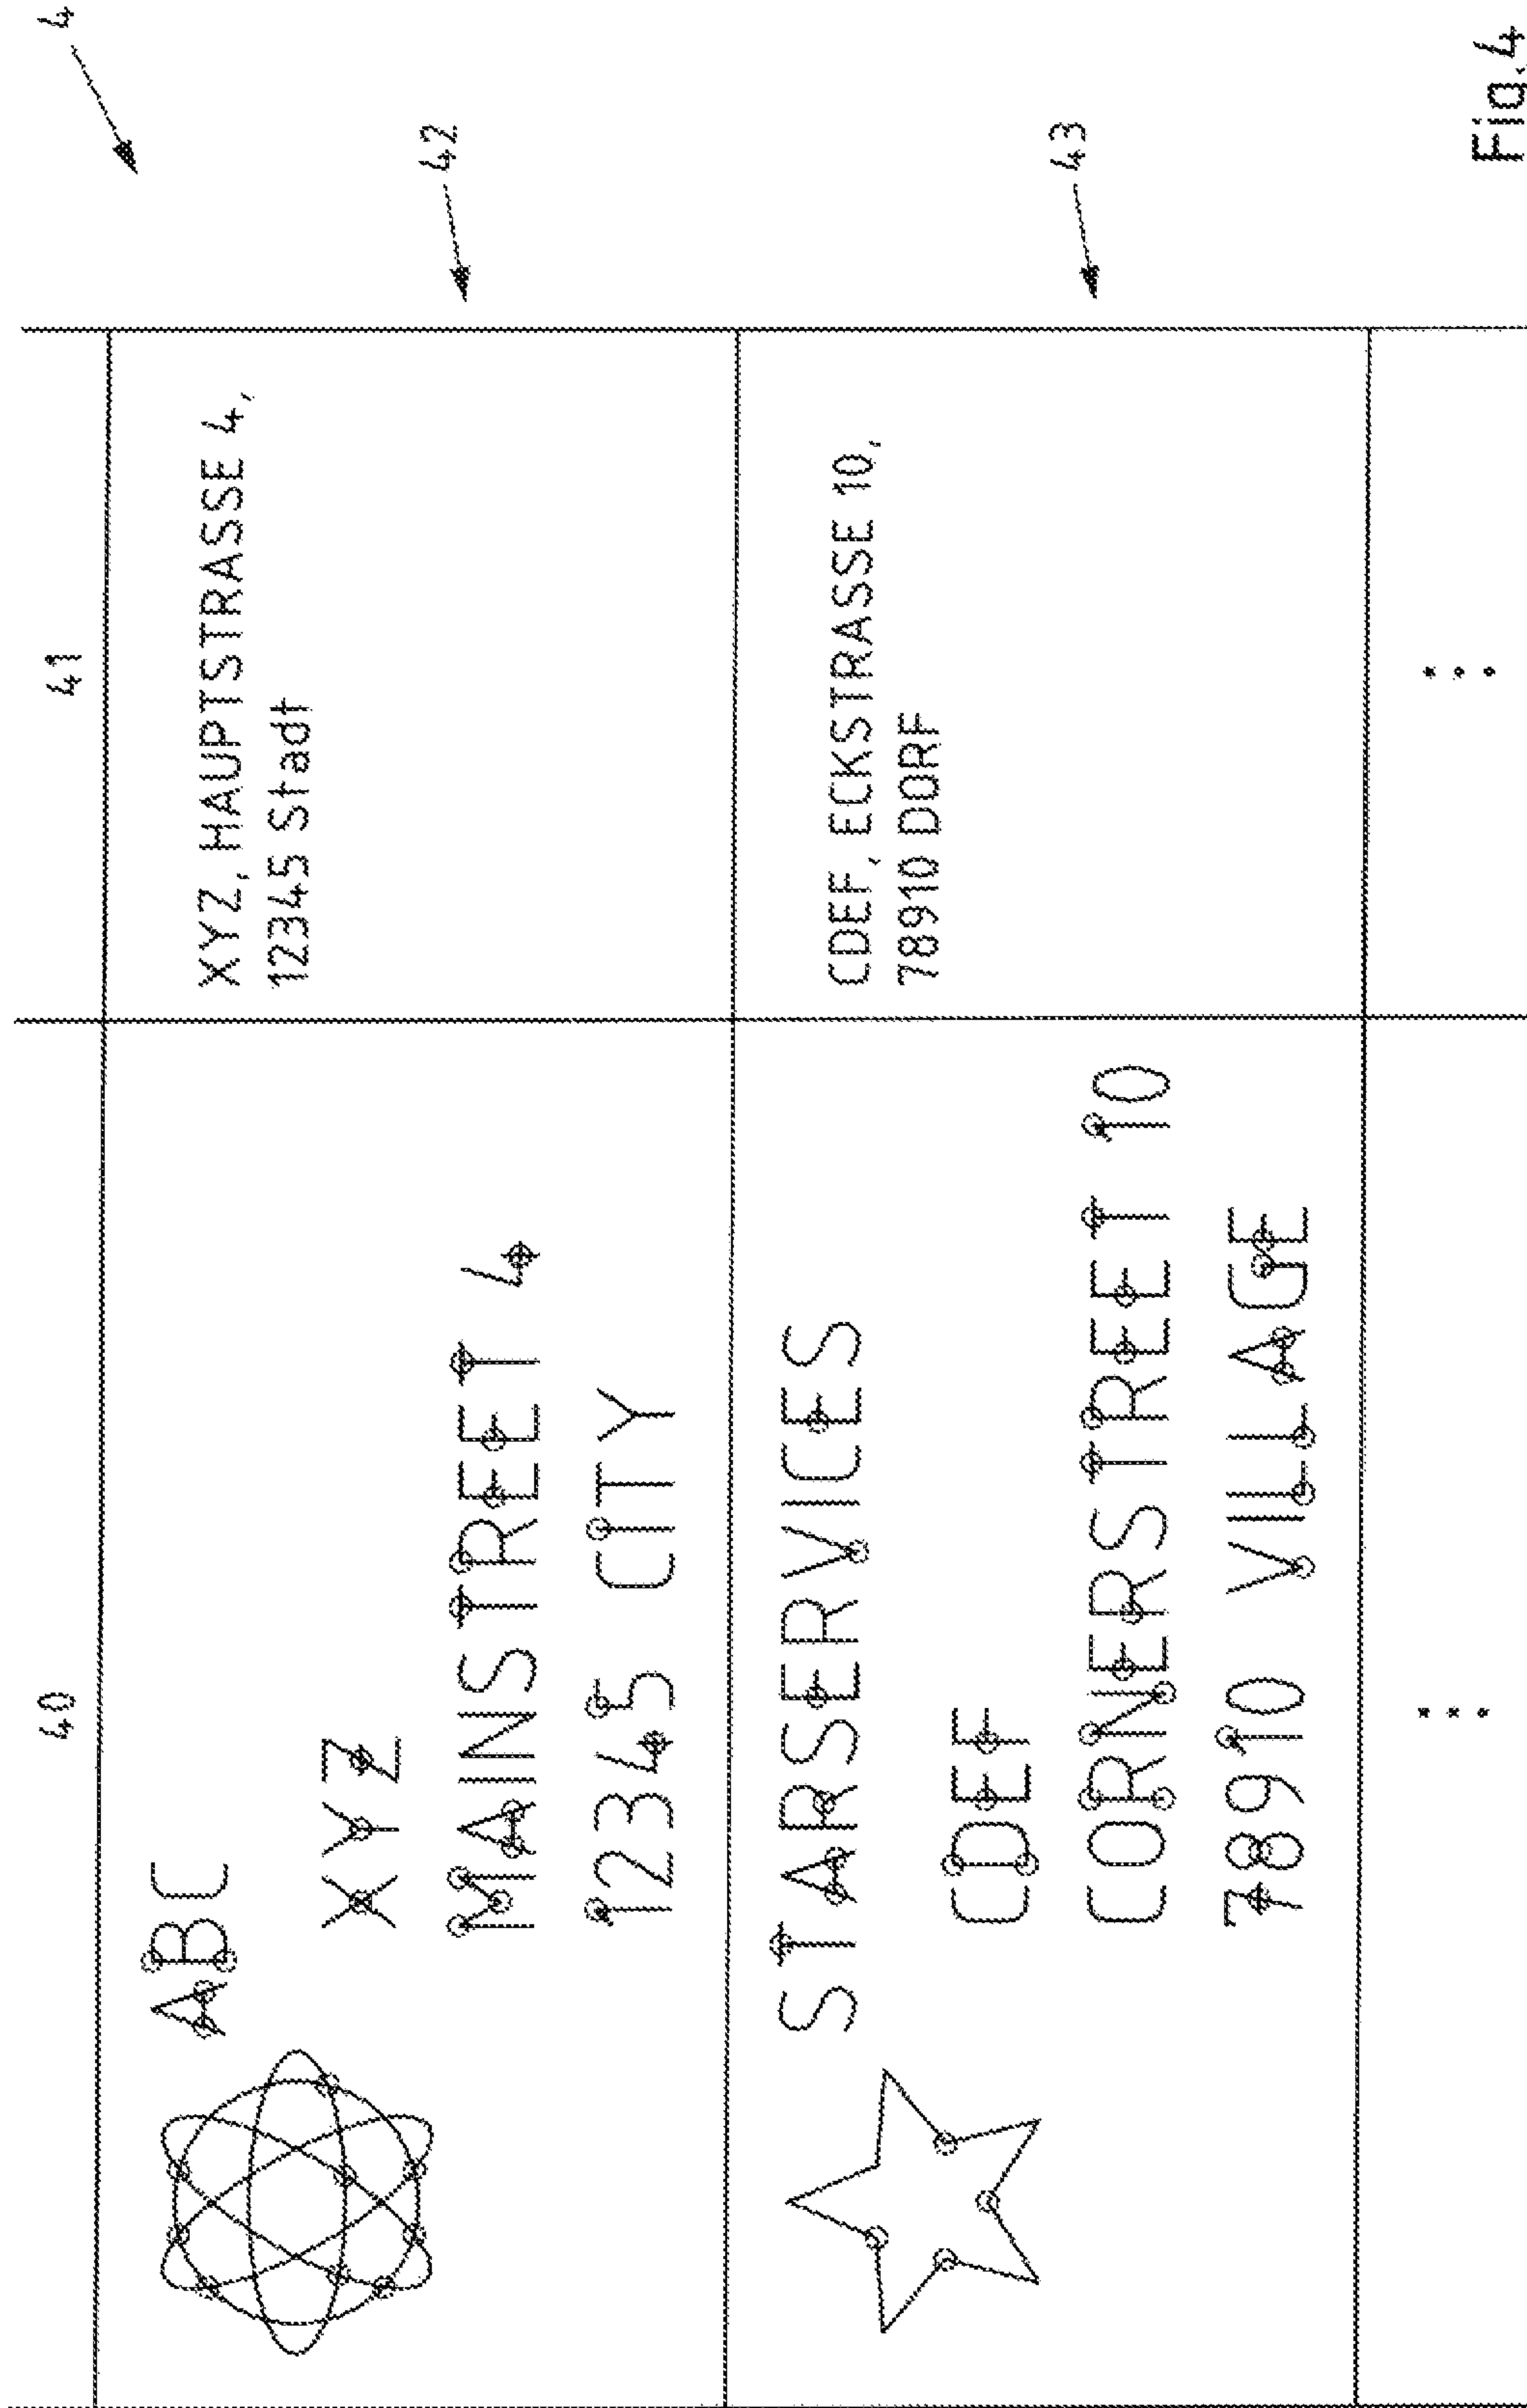 4
40
41
ABC
XYZ
MAINSTREET 4
12345 CITY
XYZ, HAUPTSTRASSE 4,
12345 Stadt
42
STARSERVICES
CDEF
CORNERSTREET 10
78910 VILLAGE
CDEF, ECKSTRASSE 10,
78910 DORF
43
Fig.4